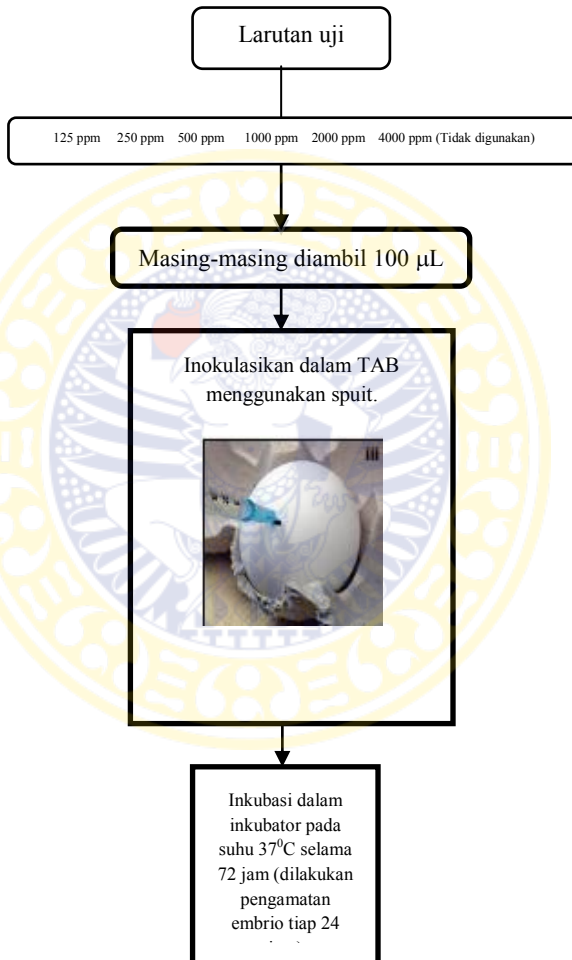 Larutan uji
125 ppm 250 ppm 500 ppm 1000 ppm 2000 ppm 4000 ppm (Tidak digunakan)
Masing-masing diambil 100 μL
Inokulasikan dalam TAB
menggunakan spuit.
iii
Inkubasi dalam
inkubator pada
suhu 37⁰C selama
72 jam (dilakukan
pengamatan
embrio tiap 24